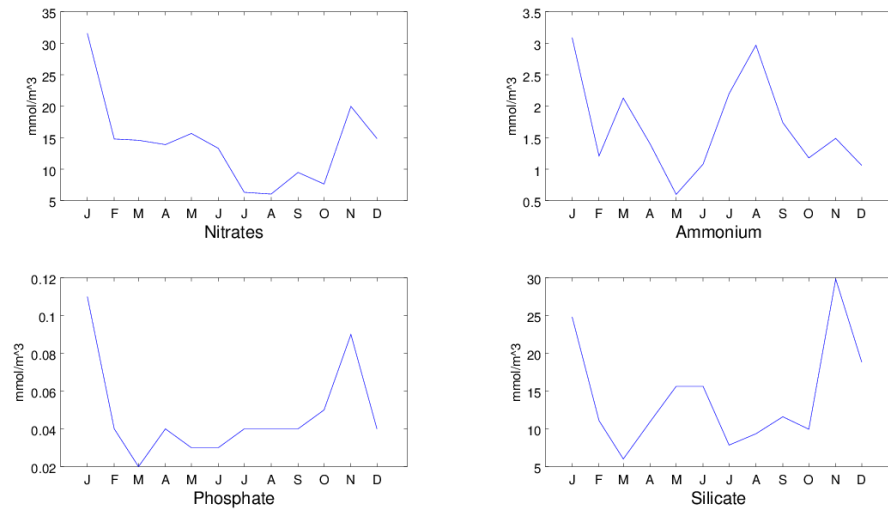 35
30
25
20
15
10
5
mmol/m^3
J F M A M J J A S O N D
Nitrates
3.5
3
2.5
2
1.5
1
0.5
mmol/m^3
J F M A M J J A S O N D
Ammonium
0.12
0.1
0.08
0.06
0.04
0.02
mmol/m^3
J F M A M J J A S O N D
Phosphate
30
25
20
15
10
5
mmol/m^3
J F M A M J J A S O N D
Silicate